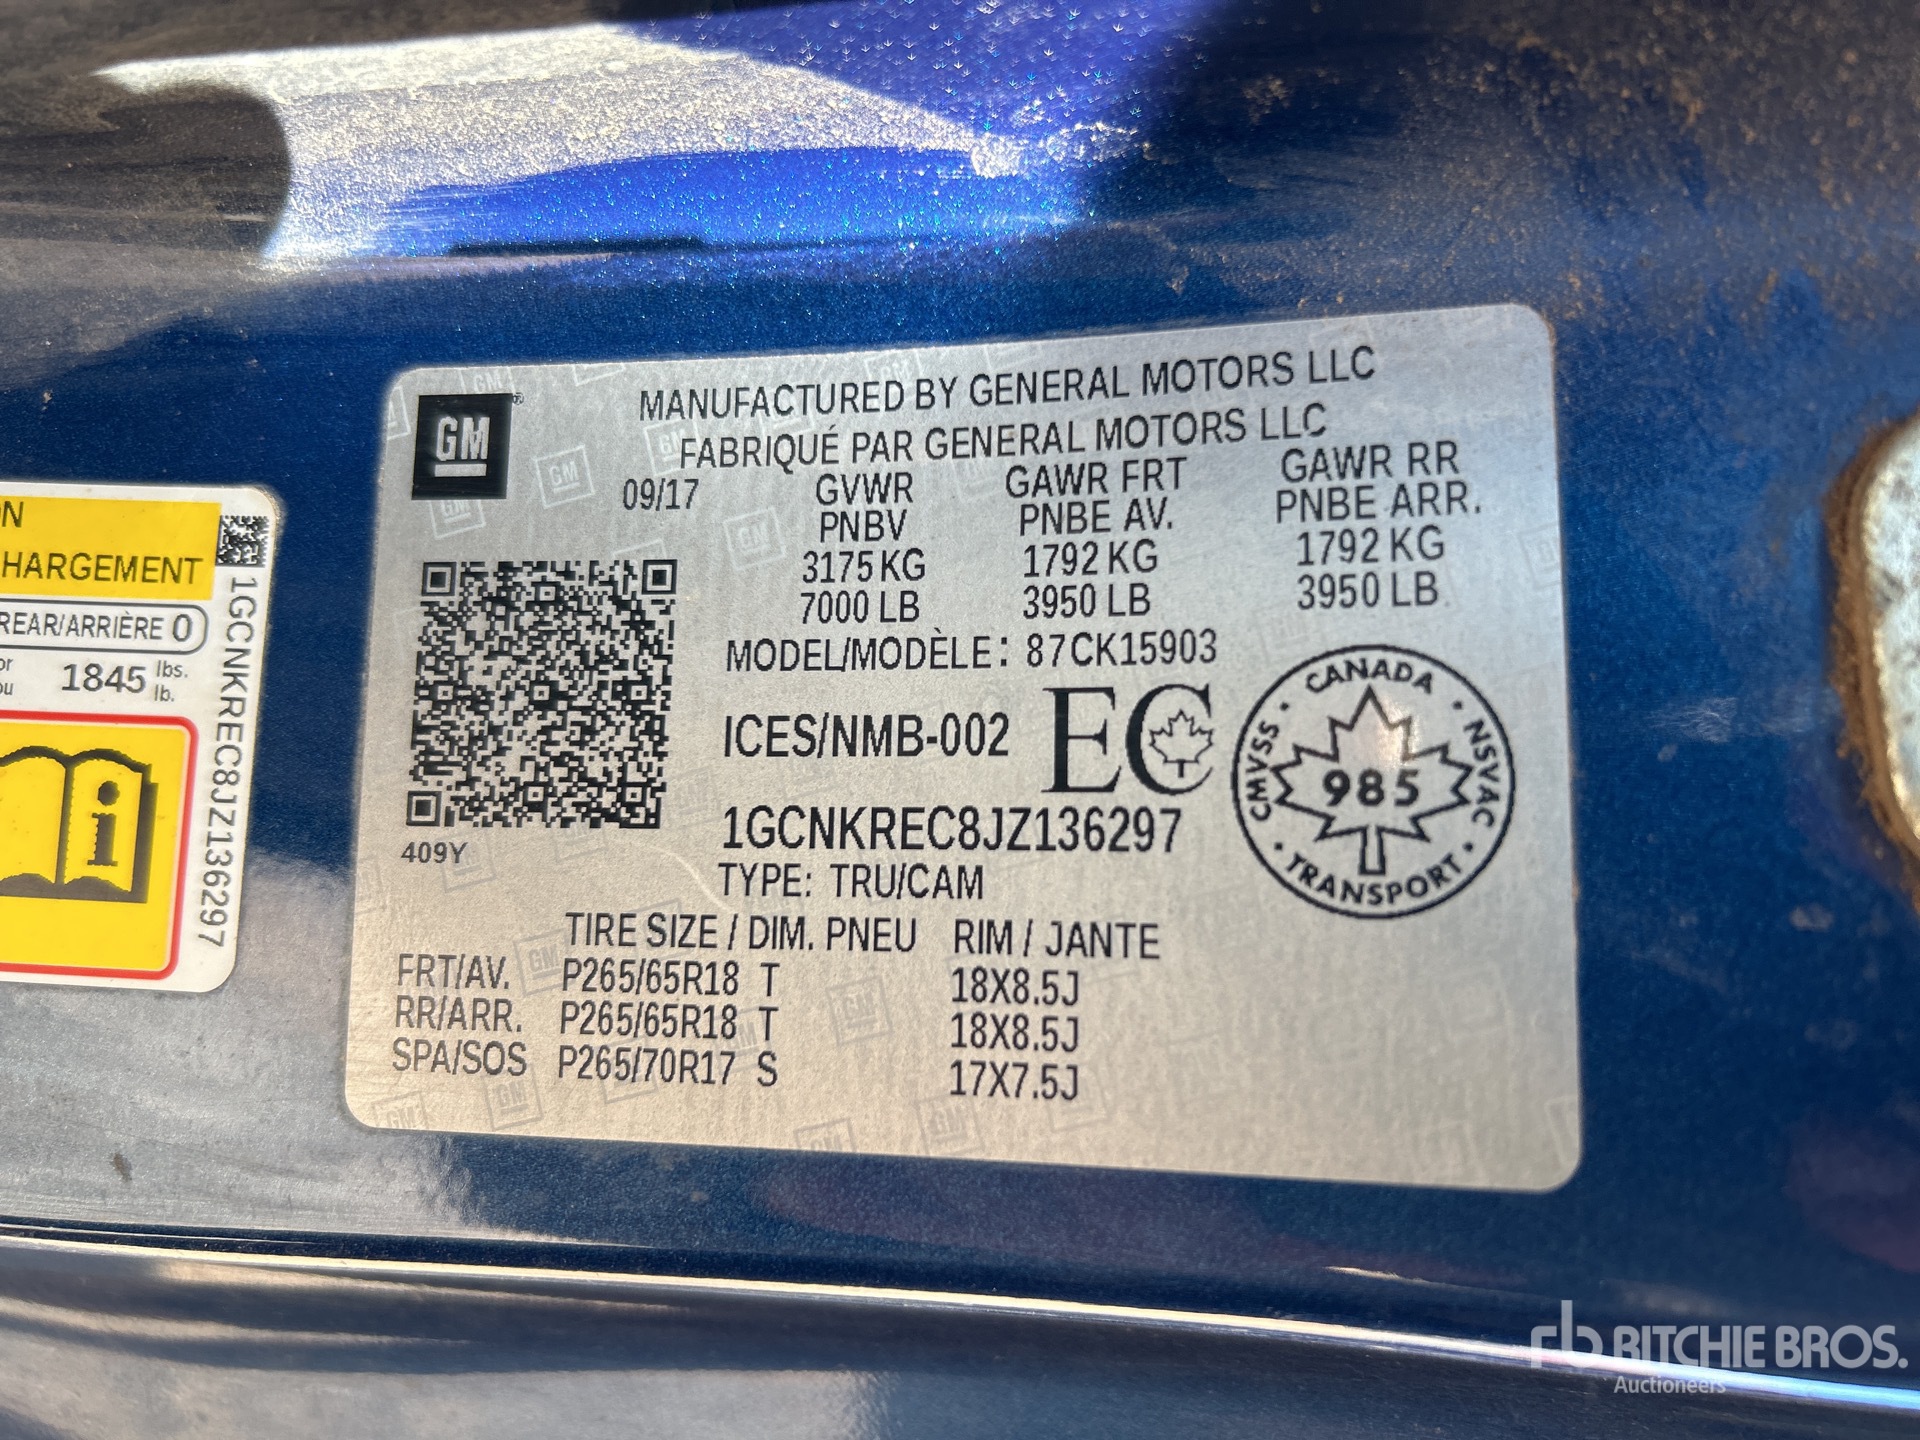 GM
MANUFACTURED BY GENERAL MOTORS LLC
FABRIQUÉ PAR GENERAL MOTORS LLC
09/17 GVWR GAWR FRT GAWR RR
PNBV PNBE AV. PNBE ARR.
3175 KG 1792 KG 1792 KG
7000 LB 3950 LB 3950 LB
MODEL/MODÈLE: 87CK15903
ICES/NMB-002 EC
1GCNKREC8JZ136297
409Y
TYPE: TRU/CAM
CANADA
CMVSS 985 NSVAC
TRANSPORT
TIRE SIZE / DIM. PNEU RIM / JANTE
FRT/AV. P265/65R18 T 18X8.5J
RR/ARR. P265/65R18 T 18X8.5J
SPA/SOS P265/70R17 S 17X7.5J
ON
HARGEMENT
REAR/ARRIÈRE 0
or
ou
1845 lbs.
lb.
i
1GCNKREC8JZ136297
rb RITCHIE BROS.
Auctioneers